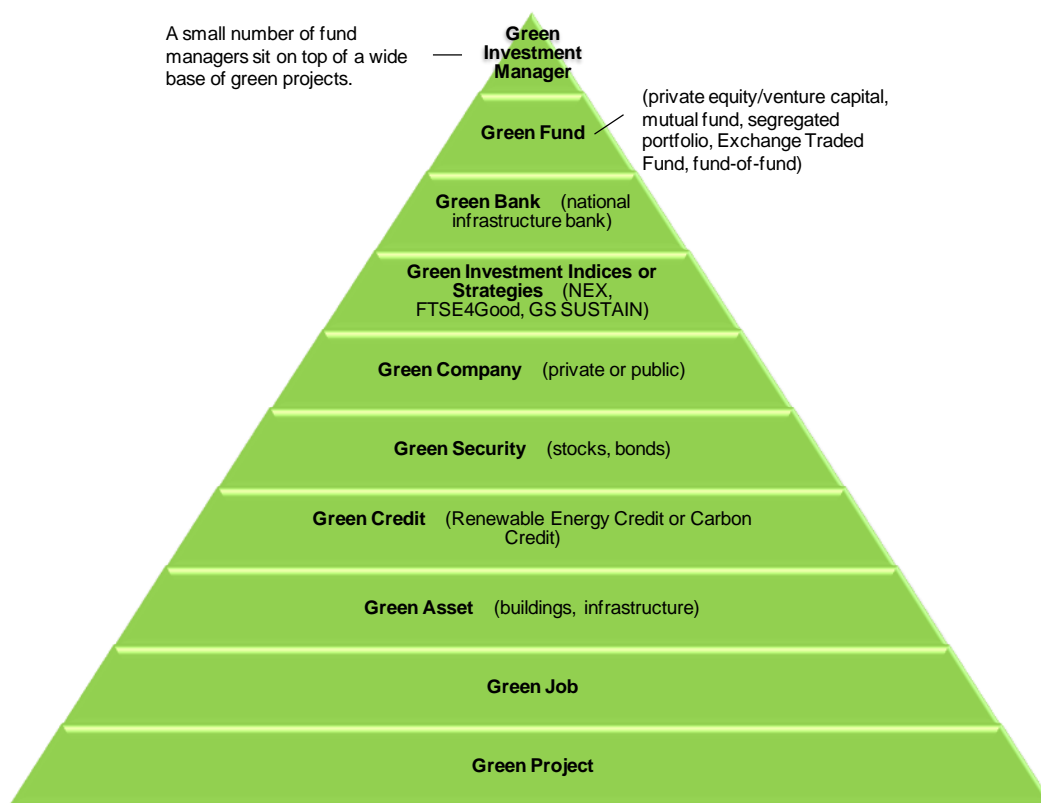 A small number of fund
managers sit on top of a wide
base of green projects.
Green
Investment
Manager
(private equity/venture capital,
mutual fund, segregated
portfolio, Exchange Traded
Fund, fund-of-fund)
Green Fund
Green Bank (national
infrastructure bank)
Green Investment Indices or
Strategies (NEX,
FTSE4Good, GS SUSTAIN)
Green Company (private or public)
Green Security (stocks, bonds)
Green Credit (Renewable Energy Credit or Carbon
Credit)
Green Asset (buildings, infrastructure)
Green Job
Green Project